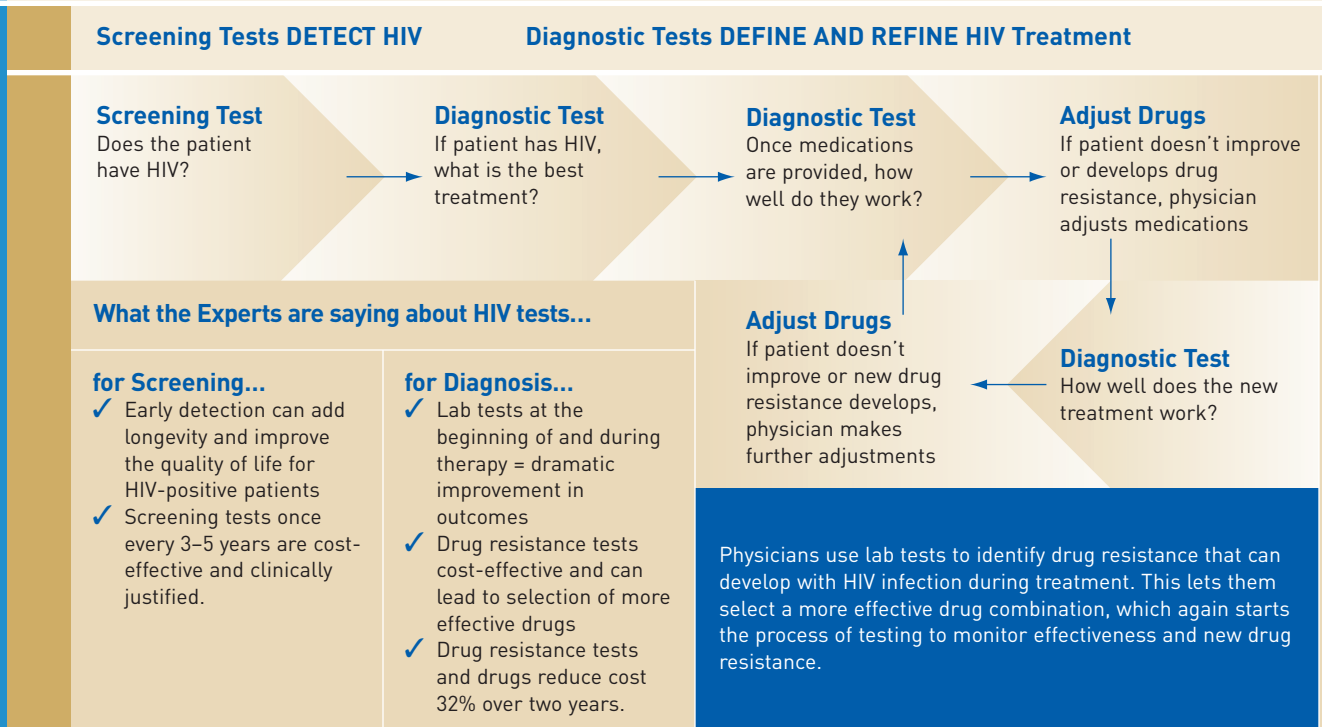 Screening Tests DETECT HIV
Diagnostic Tests DEFINE AND REFINE HIV Treatment
Screening Test
Does the patient
have HIV?
Diagnostic Test
If patient has HIV,
what is the best
treatment?
Diagnostic Test
Once medications
are provided, how
well do they work?
Adjust Drugs
If patient doesn't improve
or develops drug
resistance, physician
adjusts medications
Diagnostic Test
How well does the new
treatment work?
Adjust Drugs
If patient doesn't
improve or new drug
resistance develops,
physician makes
further adjustments
What the Experts are saying about HIV tests...
for Screening...
✓ Early detection can add
longevity and improve
the quality of life for
HIV-positive patients
✓ Screening tests once
every 3–5 years are cost-
effective and clinically
justified.
for Diagnosis...
✓ Lab tests at the
beginning of and during
therapy = dramatic
improvement in
outcomes
✓ Drug resistance tests
cost-effective and can
lead to selection of more
effective drugs
✓ Drug resistance tests
and drugs reduce cost
32% over two years.
Physicians use lab tests to identify drug resistance that can
develop with HIV infection during treatment. This lets them
select a more effective drug combination, which again starts
the process of testing to monitor effectiveness and new drug
resistance.